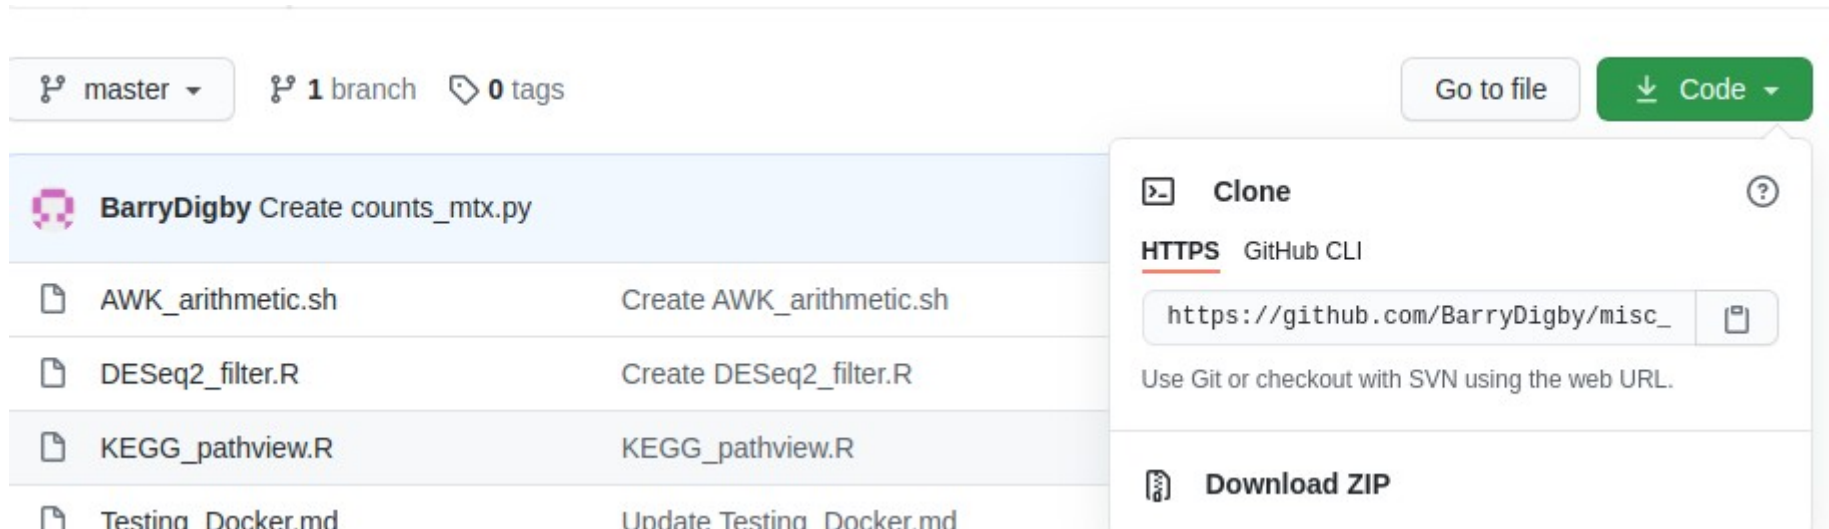 master 1 branch 0 tags Go to file Code
BarryDigby Create counts_mtx.py
AWK_arithmetic.sh Create AWK_arithmetic.sh
DESeq2_filter.R Create DESeq2_filter.R
KEGG_pathview.R KEGG_pathview.R
Testing_Docker.md Update Testing_Docker.md
Clone
HTTPS GitHub CLI
https://github.com/BarryDigby/misc_
Use Git or checkout with SVN using the web URL.
Download ZIP